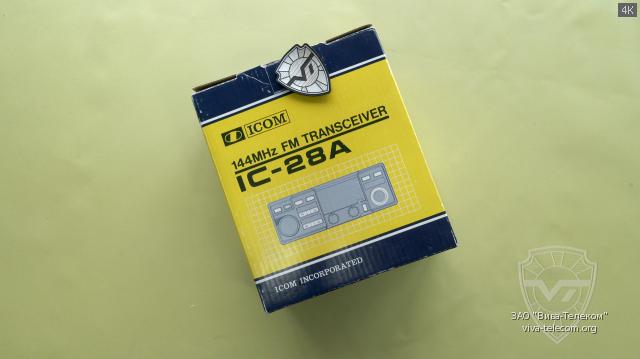 4K
ICOM
144MHz FM TRANSCEIVER
IC-28A
ICOM INCORPORATED
ЗАО "Вива-Телеком"
viva-telecom.org